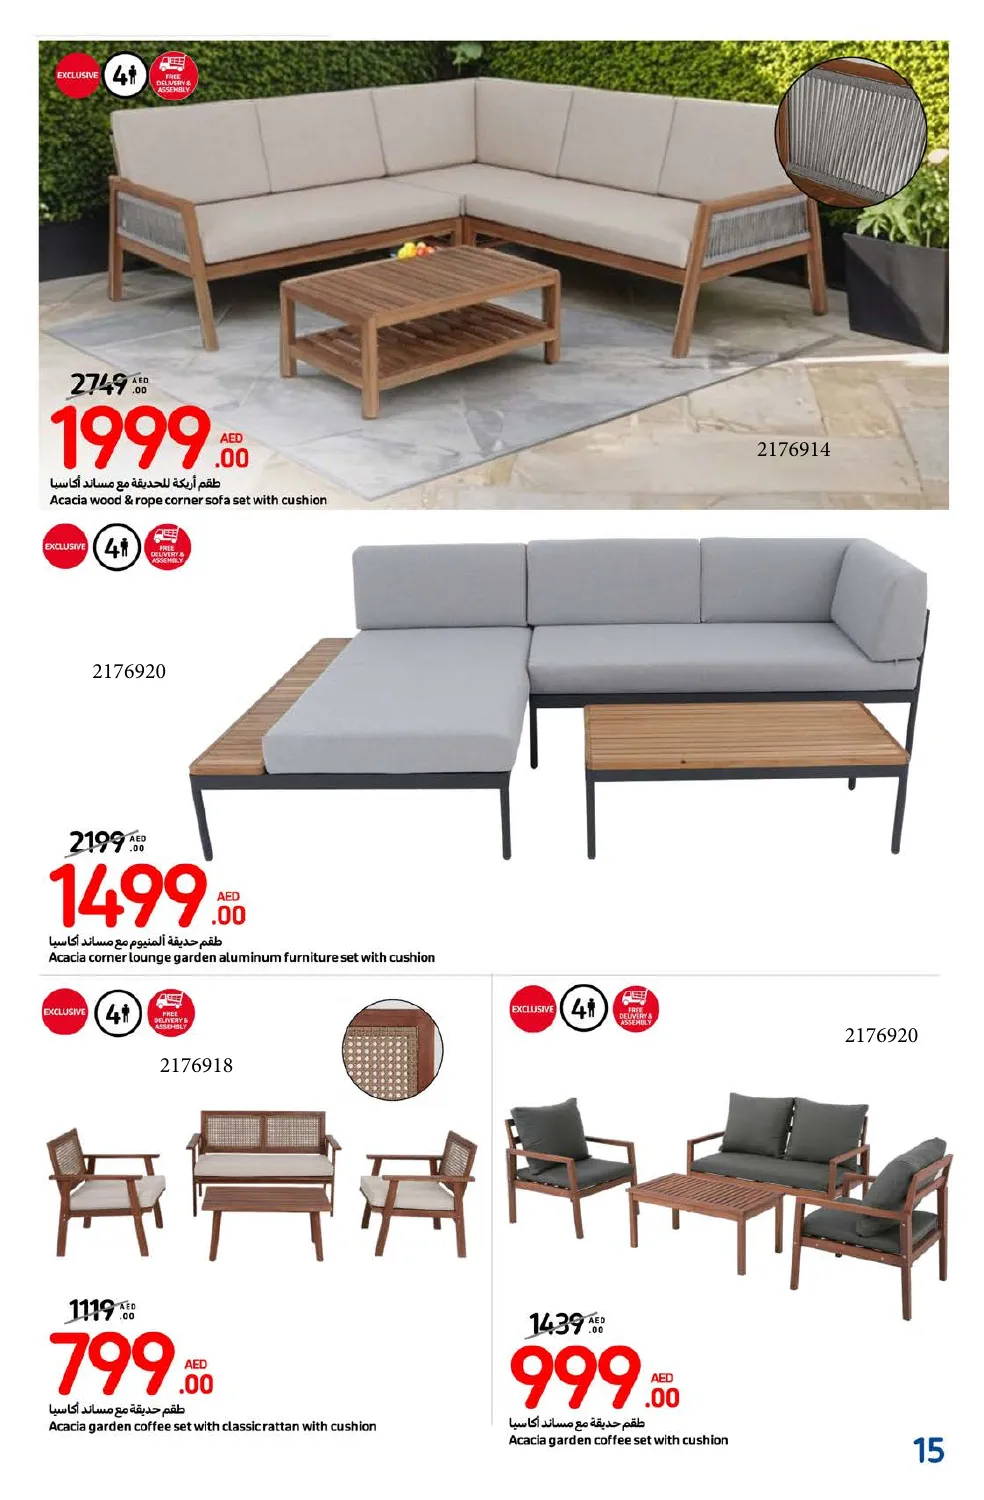 EXCLUSIVE
4
FREE
DELIVERY &
ASSEMBLY
2749 AED
.00
1999 AED
.00
طقم أريكة للحديقة مع مساند أكاسيا
Acacia wood & rope corner sofa set with cushion
2176914
EXCLUSIVE
4
FREE
DELIVERY &
ASSEMBLY
2176920
2199 AED
.00
1499 AED
.00
طقم حديقة ألمنيوم مع مساند أكاسيا
Acacia corner lounge garden aluminum furniture set with cushion
EXCLUSIVE
4
FREE
DELIVERY &
ASSEMBLY
2176918
1119 AED
.00
799 AED
.00
طقم حديقة مع مساند أكاسيا
Acacia garden coffee set with classic rattan with cushion
EXCLUSIVE
4
FREE
DELIVERY &
ASSEMBLY
2176920
1439 AED
.00
999 AED
.00
طقم حديقة مع مساند أكاسيا
Acacia garden coffee set with cushion
15